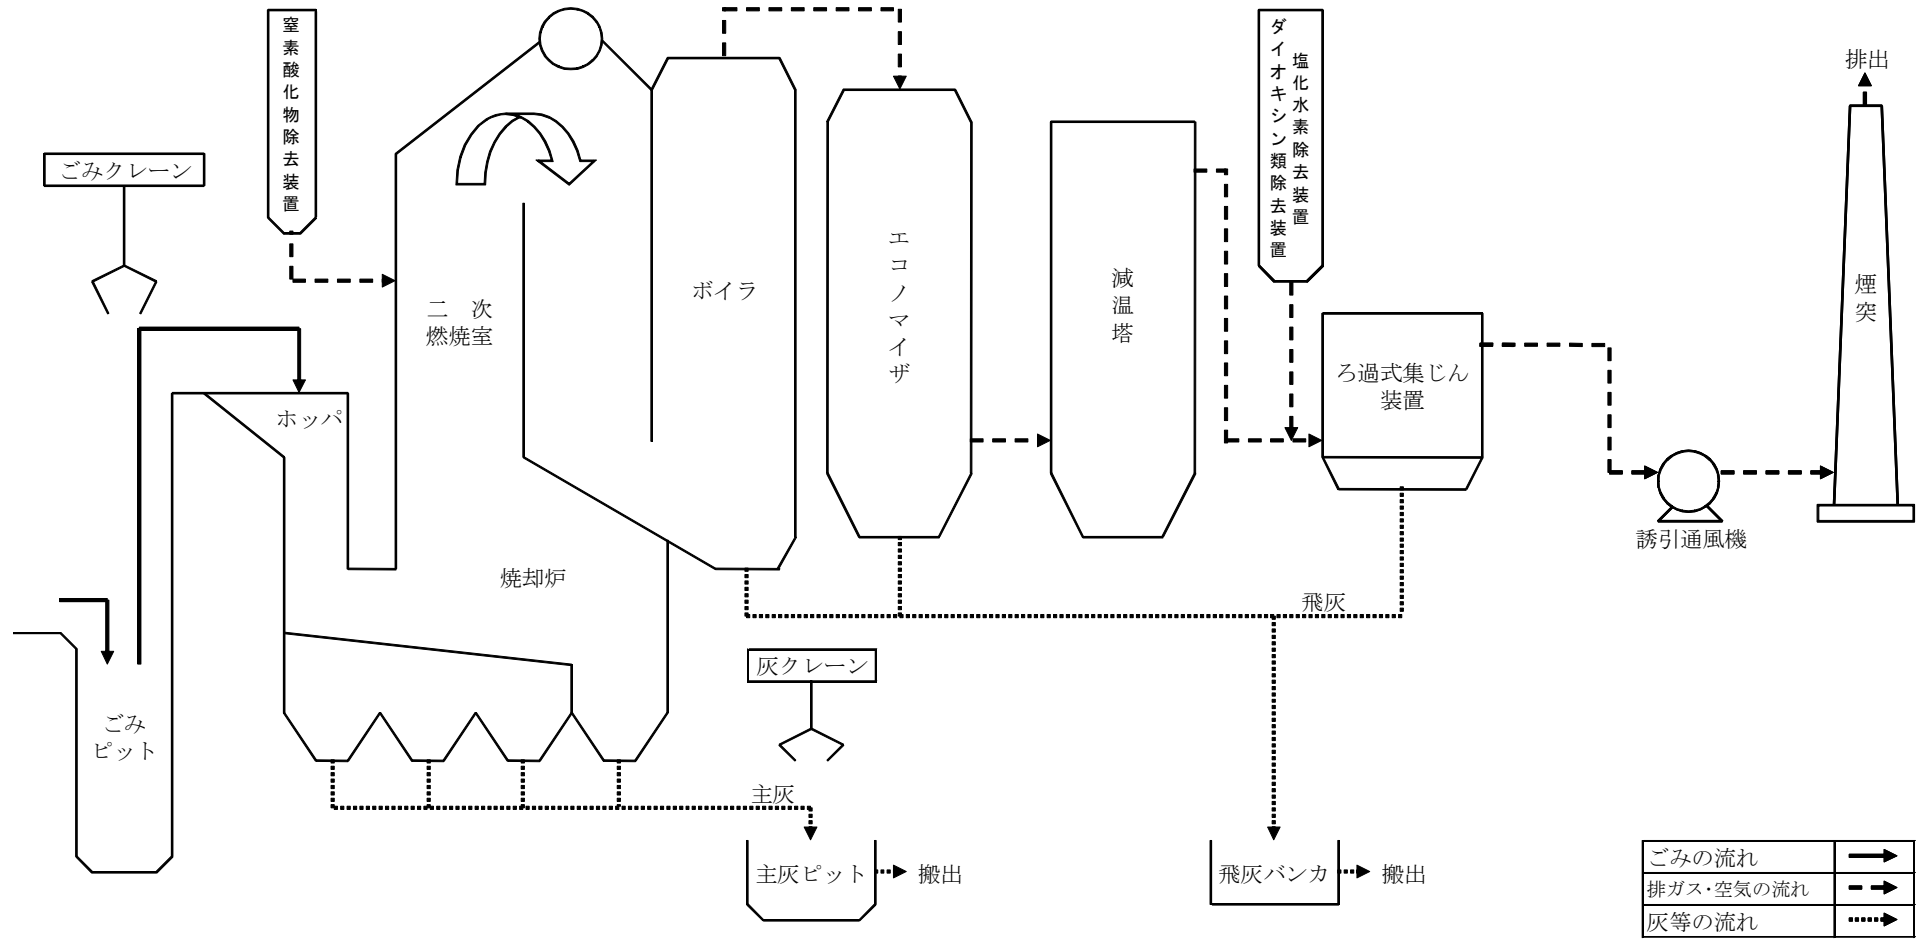 窒素酸化物除去装置
ごみクレーン
ダイオキシン類除去装置
塩化水素除去装置
排出
二 次
燃焼室
ボイラ
エコノマイザ
減温塔
煙突
ろ過式集じん
装置
ホッパ
誘引通風機
焼却炉
飛灰
灰クレーン
ごみ
ピット
主灰
主灰ピット
搬出
飛灰バンカ
搬出
ごみの流れ
排ガス・空気の流れ
灰等の流れ